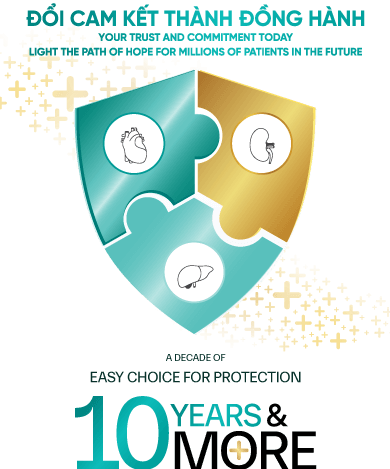 ĐỔI CAM KẾT THÀNH ĐỒNG HÀNH
YOUR TRUST AND COMMITMENT TODAY
LIGHT THE PATH OF HOPE FOR MILLIONS OF PATIENTS IN THE FUTURE
A DECADE OF
EASY CHOICE FOR PROTECTION
10 YEARS &
MORE